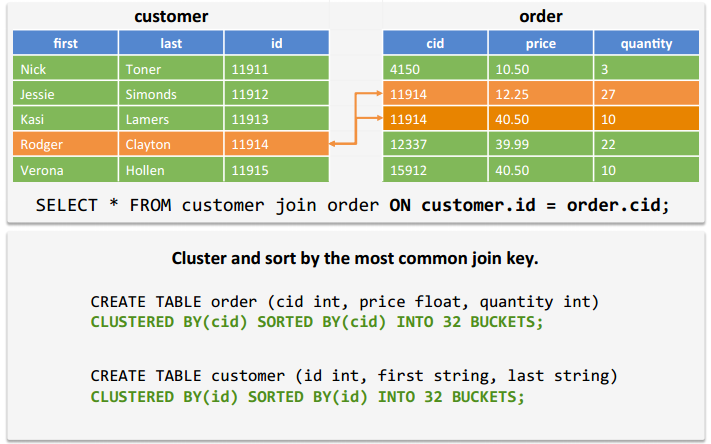 customer order
first last id cid price quantity
Nick Toner 11911 4150 10.50 3
Jessie Simonds 11912 11914 12.25 27
Kasi Lamers 11913 11914 40.50 10
Rodger Clayton 11914 12337 39.99 22
Verona Hollen 11915 15912 40.50 10
SELECT * FROM customer join order ON customer.id = order.cid;
Cluster and sort by the most common join key.
CREATE TABLE order (cid int, price float, quantity int)
CLUSTERED BY(cid) SORTED BY(cid) INTO 32 BUCKETS;
CREATE TABLE customer (id int, first string, last string)
CLUSTERED BY(id) SORTED BY(id) INTO 32 BUCKETS;